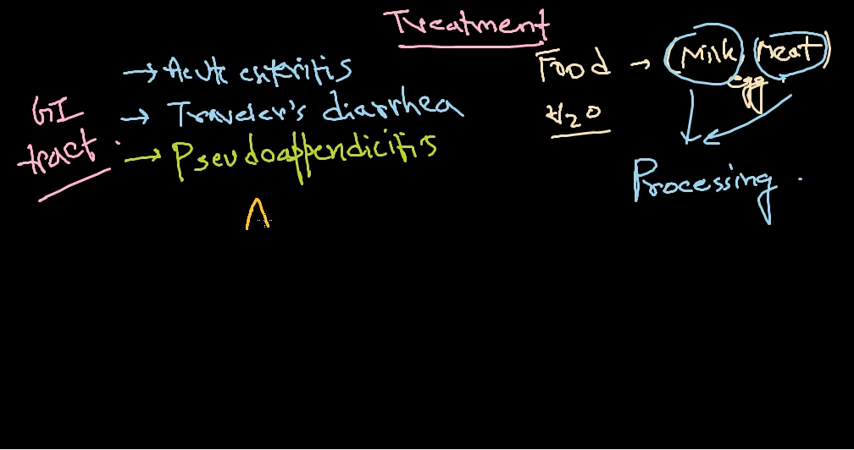 Treatment
GI tract.
→ Acute enteritis
→ Traveler's diarrhea
→ Pseudoappendicitis
Food → (Milk, Meat)
egg
H2O
Processing.